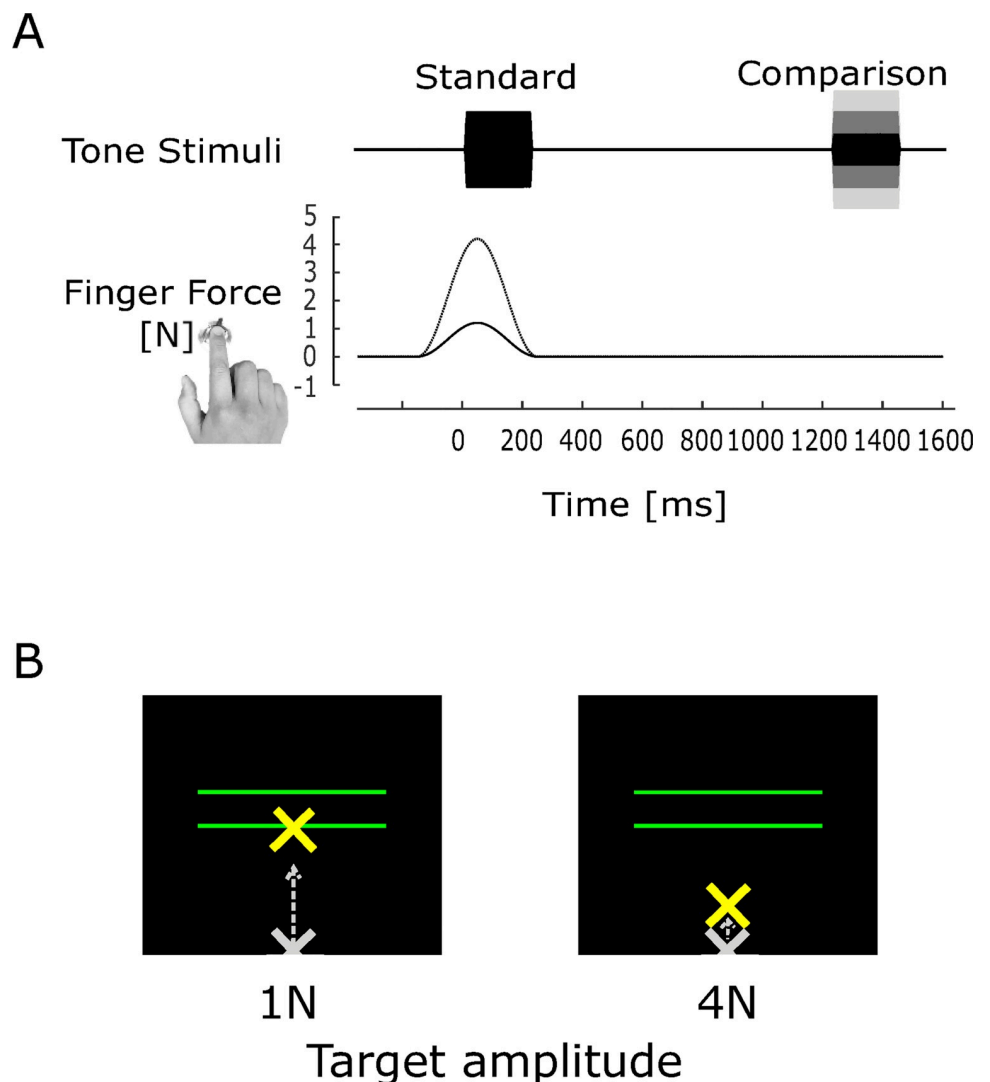 A
Standard Comparison
Tone Stimuli
5
4
3
2
1
0
-1
Finger Force
[N]
0 200 400 600 800 1000 1200 1400 1600
Time [ms]
B
1N 4N
Target amplitude